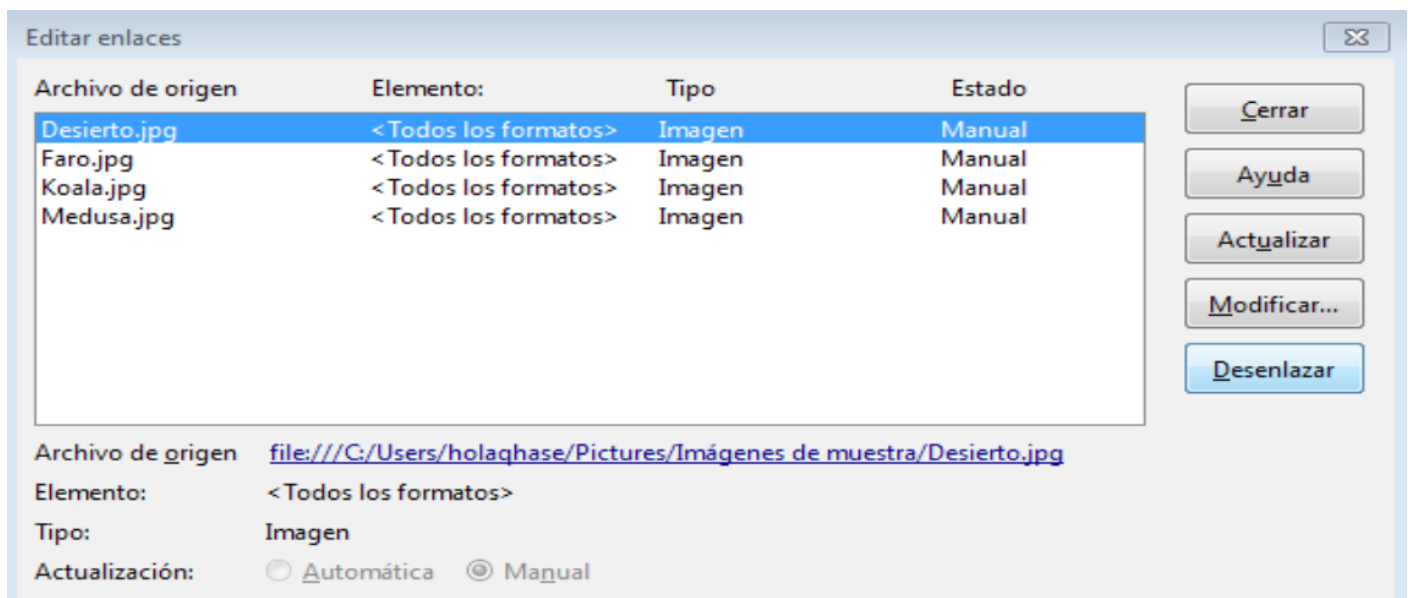 Editar enlaces
Archivo de origen Elemento: Tipo Estado
Desierto.jpg <Todos los formatos> Imagen Manual
Faro.jpg <Todos los formatos> Imagen Manual
Koala.jpg <Todos los formatos> Imagen Manual
Medusa.jpg <Todos los formatos> Imagen Manual
Cerrar
Ayuda
Actualizar
Modificar...
Desenlazar
Archivo de origen file:///C:/Users/holaqhase/Pictures/Imágenes de muestra/Desierto.jpg
Elemento: <Todos los formatos>
Tipo: Imagen
Actualización: Automática Manual